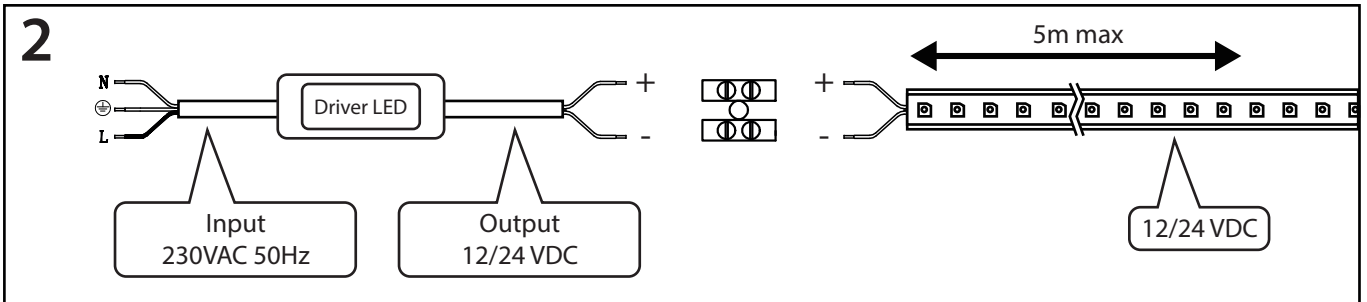 2
5m max
N
L
Driver LED
+
-
+
-
Input
230VAC 50Hz
Output
12/24 VDC
12/24 VDC